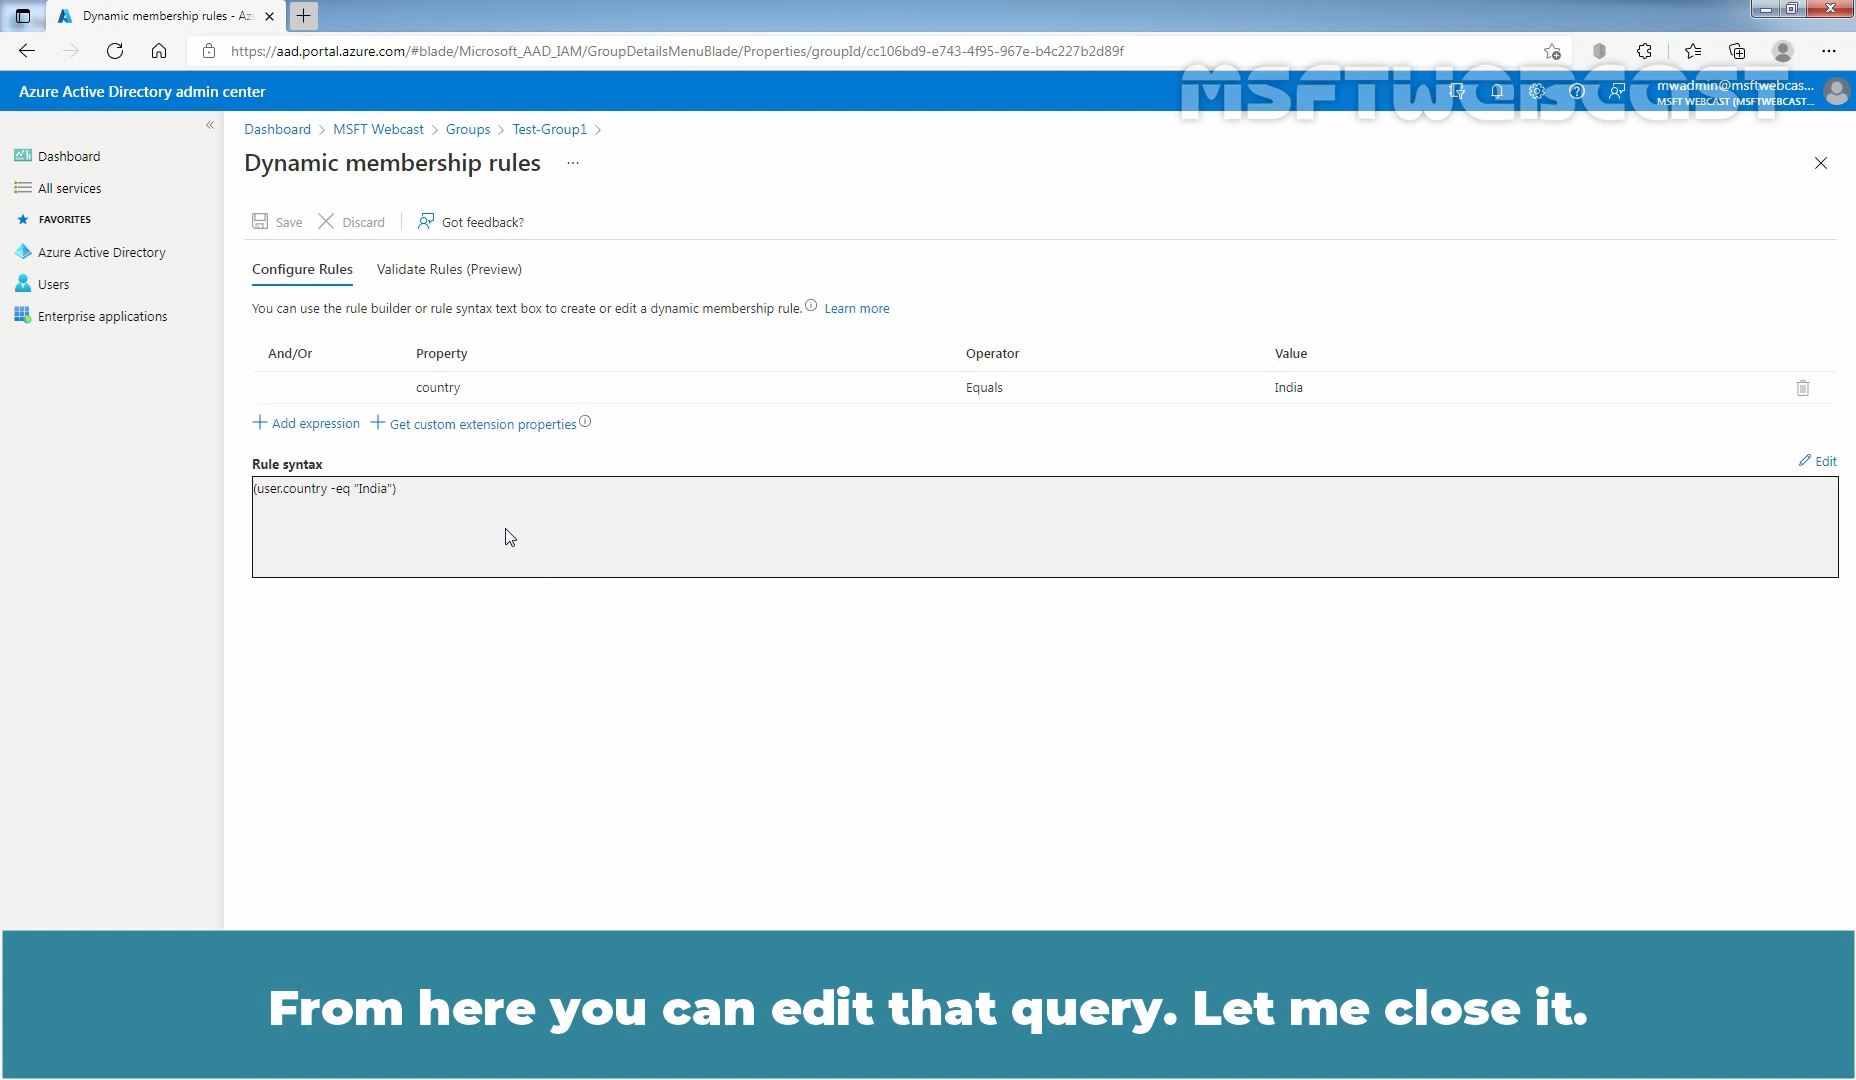 Dynamic membership rules - Azu
https://aad.portal.azure.com/#blade/Microsoft_AAD_IAM/GroupDetailsMenuBlade/Properties/groupId/cc106bd9-e743-4f95-967e-b4c227b2d89f
MSFTWEBCAST
Azure Active Directory admin center
mwadmin@msftwebcas...
MSFT WEBCAST (MSFTWEBCAST....
Dashboard > MSFT Webcast > Groups > Test-Group1 >
Dynamic membership rules ...
Dashboard
All services
FAVORITES
Azure Active Directory
Users
Enterprise applications
Save Discard Got feedback?
Configure Rules Validate Rules (Preview)
You can use the rule builder or rule syntax text box to create or edit a dynamic membership rule. Learn more
And/Or Property Operator Value
country Equals India
+ Add expression + Get custom extension properties
Rule syntax Edit
(user.country -eq "India")
From here you can edit that query. Let me close it.